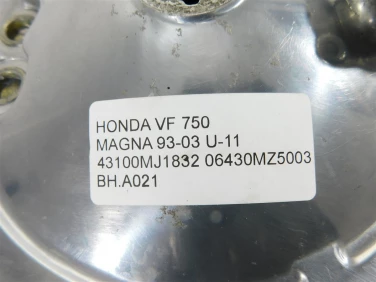 HONDA VF 750
MAGNA 93-03 U-11
43100MJ1832 06430MZ5003
BH.A021